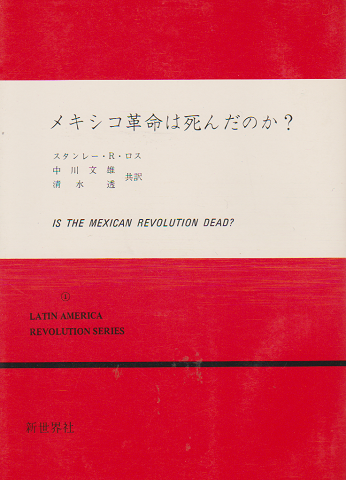 メキシコ革命は死んだのか?
スタンレー・R・ロス
中川文雄
清水透 共訳
IS THE MEXICAN REVOLUTION DEAD?
①
LATIN AMERICA
REVOLUTION SERIES
新世界社